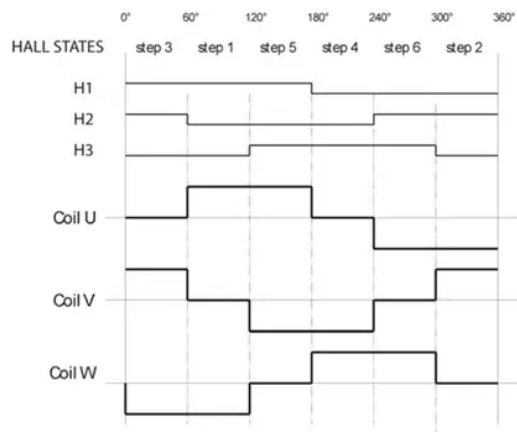 0° 60° 120° 180° 240° 300° 360°
HALL STATES step 3 step 1 step 5 step 4 step 6 step 2
H1
H2
H3
Coil U
Coil V
Coil W